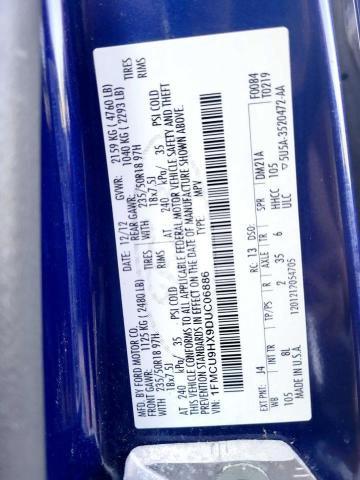 MFD. BY FORD MOTOR CO.
DATE: 12/12 GVWR: 2159 KG ( 4760 LB)
FRONT GAWR: 1125 KG ( 2480 LB) REAR GAWR: 1040 KG ( 2293 LB)
WITH 235/50R18 97H TIRES WITH 235/50R18 97H TIRES
18x7.5J RIMS 18x7.5J RIMS
AT 240 kPa/ 35 PSI COLD AT 240 kPa/ 35 PSI COLD
THIS VEHICLE CONFORMS TO ALL APPLICABLE FEDERAL MOTOR VEHICLE SAFETY AND THEFT
PREVENTION STANDARDS IN EFFECT ON THE DATE OF MANUFACTURE SHOWN ABOVE.
VIN: 1FMCU9HX9DUC06886 TYPE: MPV
F0084
T0219
EXT PNT: J4 RC: 13 DSO:
WB INT TR TP/PS R AXLE TR SPR DM21A
105 8L 2 35 6 HHCC 105
MADE IN U.S.A. ULC
1201217054705 5U5A-3520472-AA